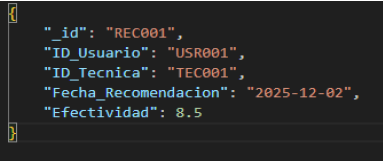 {
"_id": "REC001",
"ID_Usuario": "USR001",
"ID_Tecnica": "TEC001",
"Fecha_Recomendacion": "2025-12-02",
"Efectividad": 8.5
}